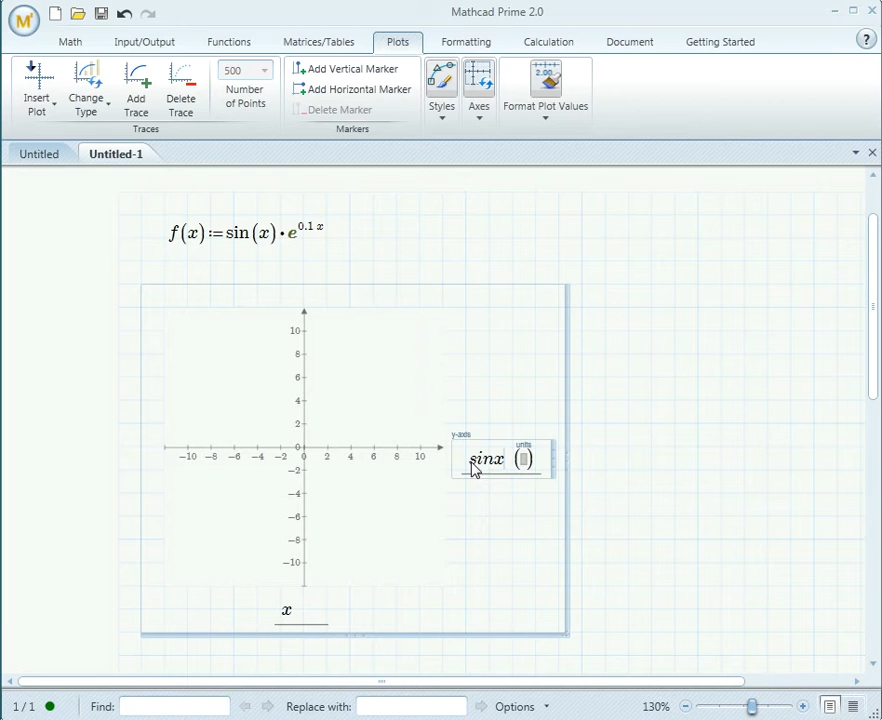 Mathcad Prime 2.0
Math Input/Output Functions Matrices/Tables Plots Formatting Calculation Document Getting Started
Insert Plot
Change Type
Add Trace
Delete Trace
Traces
500
Number of Points
Add Vertical Marker
Add Horizontal Marker
Delete Marker
Markers
Styles
Axes
2.00
Format Plot Values
Untitled Untitled-1
f(x):=sin(x)·e^0.1 x
10
8
6
4
2
0
−2
−4
−6
−8
−10
−10 −8 −6 −4 −2 0 2 4 6 8 10
y-axis
units
sinx ( )
x
1 / 1 Find: Replace with: Options 130%